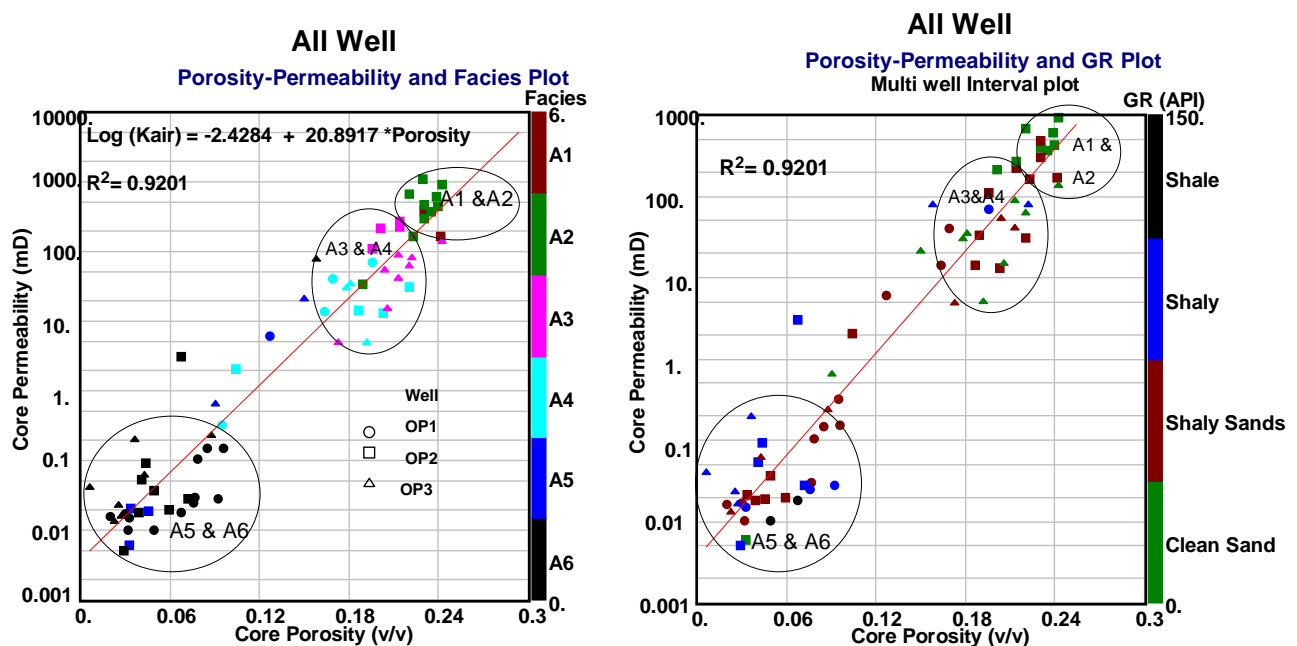 All Well
Porosity-Permeability and Facies Plot
Facies
10000.
1000.
100.
10.
1.
0.1
0.01
0.001
Core Permeability (mD)
Log (Kair) = -2.4284 + 20.8917 *Porosity
R²= 0.9201
A1 &A2
A3 & A4
A5 & A6
Well
OP1
OP2
OP3
0.
0.06
0.12
0.18
0.24
0.3
Core Porosity (v/v)
6.
A1
A2
A3
A4
A5
A6
0.
All Well
Porosity-Permeability and GR Plot
Multi well Interval plot
GR (API)
1000.
100.
10.
1.
0.1
0.01
0.001
Core Permeability (mD)
R²= 0.9201
A1 &
A2
A3&A4
A5 & A6
0.
0.06
0.12
0.18
0.24
0.3
Core Porosity (v/v)
150.
Shale
Shaly
Shaly Sands
Clean Sand
0.